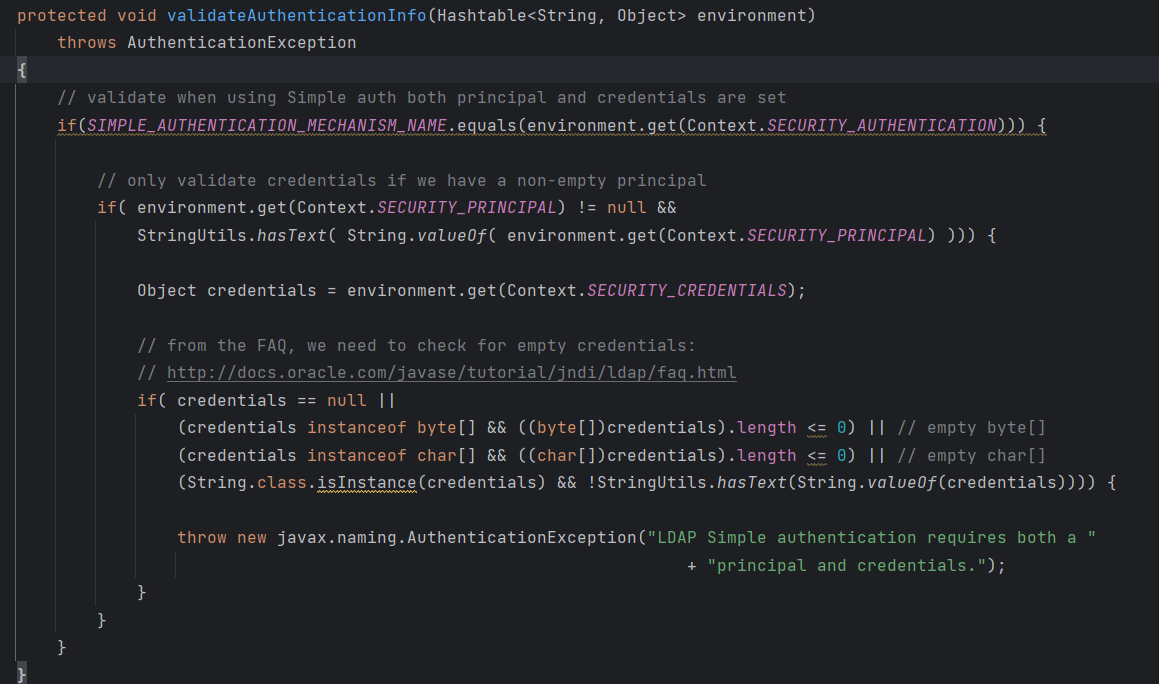 protected void validateAuthenticationInfo(Hashtable<String, Object> environment)
    throws AuthenticationException
{
    // validate when using Simple auth both principal and credentials are set
    if(SIMPLE_AUTHENTICATION_MECHANISM_NAME.equals(environment.get(Context.SECURITY_AUTHENTICATION))) {
        // only validate credentials if we have a non-empty principal
        if( environment.get(Context.SECURITY_PRINCIPAL) != null &&
            StringUtils.hasText( String.valueOf( environment.get(Context.SECURITY_PRINCIPAL) ))) {
            Object credentials = environment.get(Context.SECURITY_CREDENTIALS);
            // from the FAQ, we need to check for empty credentials:
            // http://docs.oracle.com/javase/tutorial/jndi/ldap/faq.html
            if( credentials == null ||
                (credentials instanceof byte[] && ((byte[])credentials).length <= 0) || // empty byte[]
                (credentials instanceof char[] && ((char[])credentials).length <= 0) || // empty char[]
                (String.class.isInstance(credentials) && !StringUtils.hasText(String.valueOf(credentials)))) {
                throw new javax.naming.AuthenticationException("LDAP Simple authentication requires both a "
                                                                   + "principal and credentials.");
            }
        }
    }
}